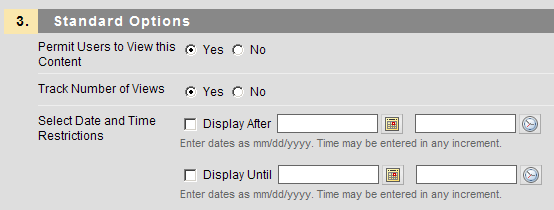 3. Standard Options
Permit Users to View this Yes No
Content
Track Number of Views Yes No
Select Date and Time Display After
Restrictions
Enter dates as mm/dd/yyyy. Time may be entered in any increment.
Display Until
Enter dates as mm/dd/yyyy. Time may be entered in any increment.